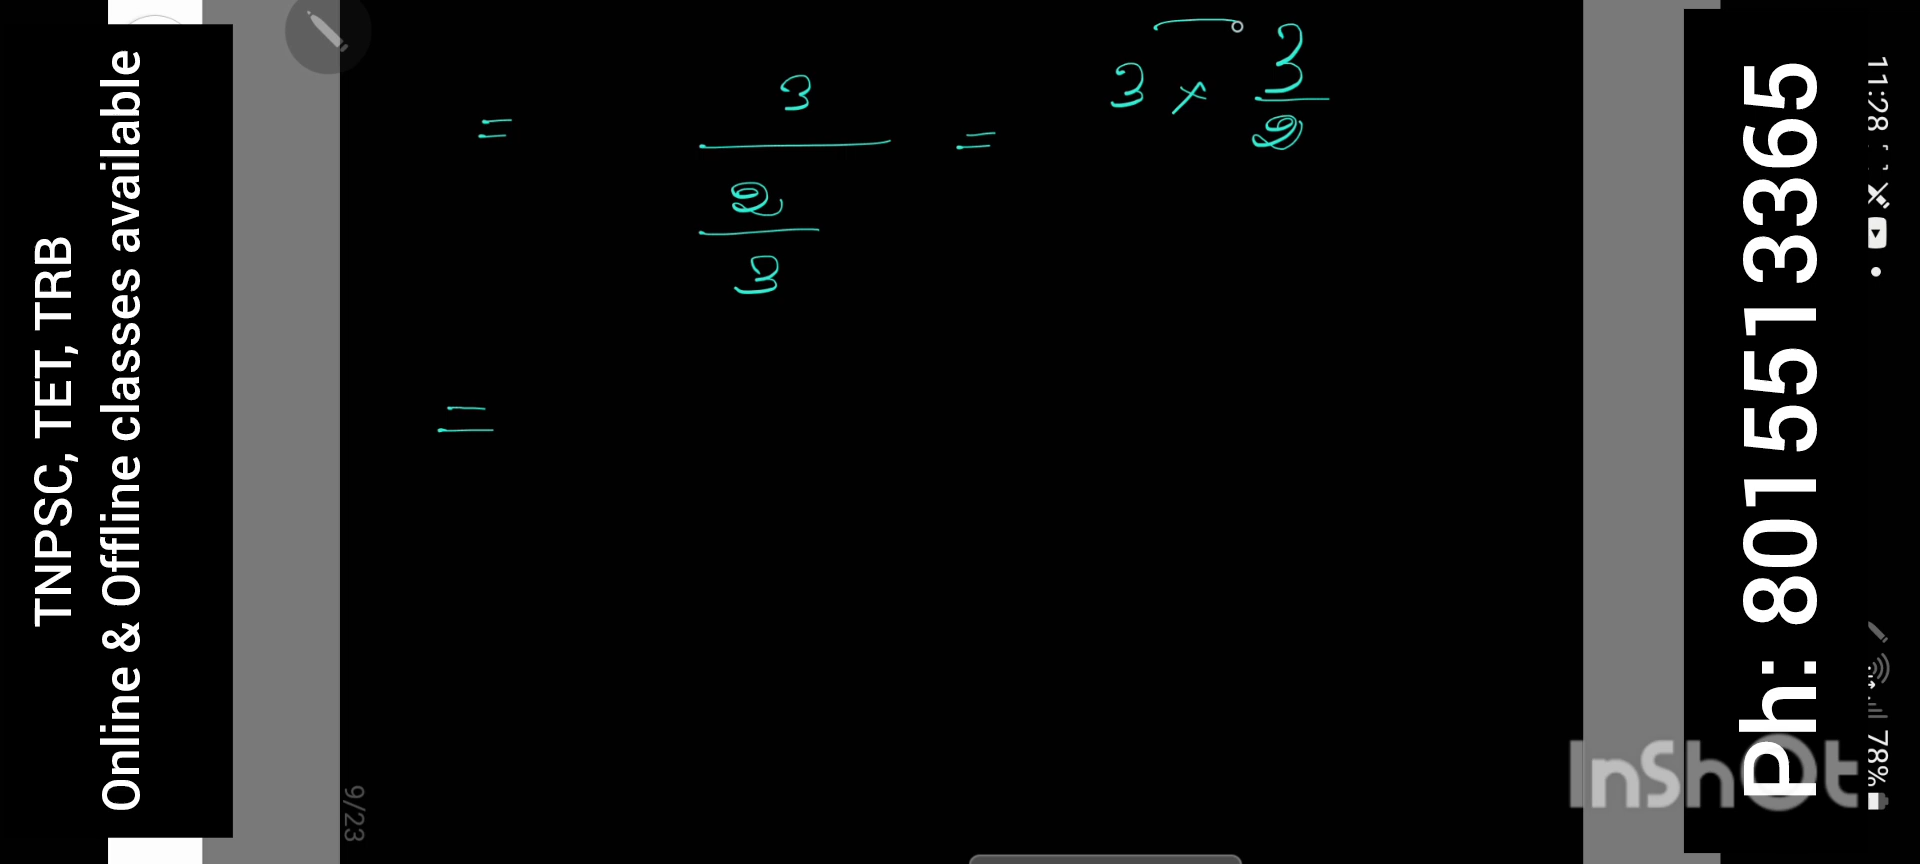 TNPSC, TET, TRB
Online & Offline classes available
= 3 / (2/3) = 3 × 3/2
=
9/23
Ph: 8015513365
11:28
78%
InShOt